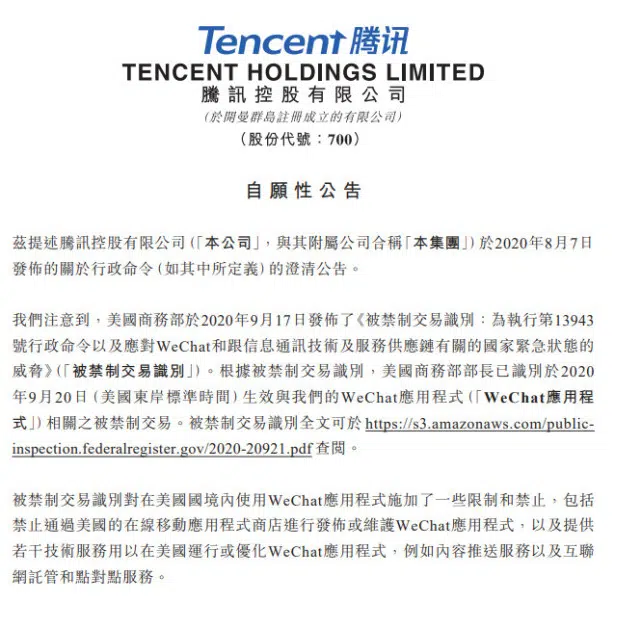 Tencent 腾讯
TENCENT HOLDINGS LIMITED
騰訊控股有限公司
(於開曼群島註冊成立的有限公司)
(股份代號：700)
自願性公告
茲提述騰訊控股有限公司(「本公司」，與其附屬公司合稱「本集團」)於2020年8月7日
發佈的關於行政命令(如其中所定義)的澄清公告。
我們注意到，美國商務部於2020年9月17日發佈了《被禁制交易識別：為執行第13943
號行政命令以及應對WeChat和跟信息通訊技術及服務供應鏈有關的國家緊急狀態的
威脅》(「被禁制交易識別」)。根據被禁制交易識別，美國商務部部長已識別於2020
年9月20日(美國東岸標準時間)生效與我們的WeChat應用程式(「WeChat應用程
式」)相關之被禁制交易。被禁制交易識別全文可於https://s3.amazonaws.com/public-
inspection.federalregister.gov/2020-20921.pdf查閱。
被禁制交易識別對在美國國境內使用WeChat應用程式施加了一些限制和禁止，包括
禁止通過美國的在線移動應用程式商店進行發佈或維護WeChat應用程式，以及提供
若干技術服務用以在美國運行或優化WeChat應用程式，例如內容推送服務以及互聯
網託管和點對點服務。